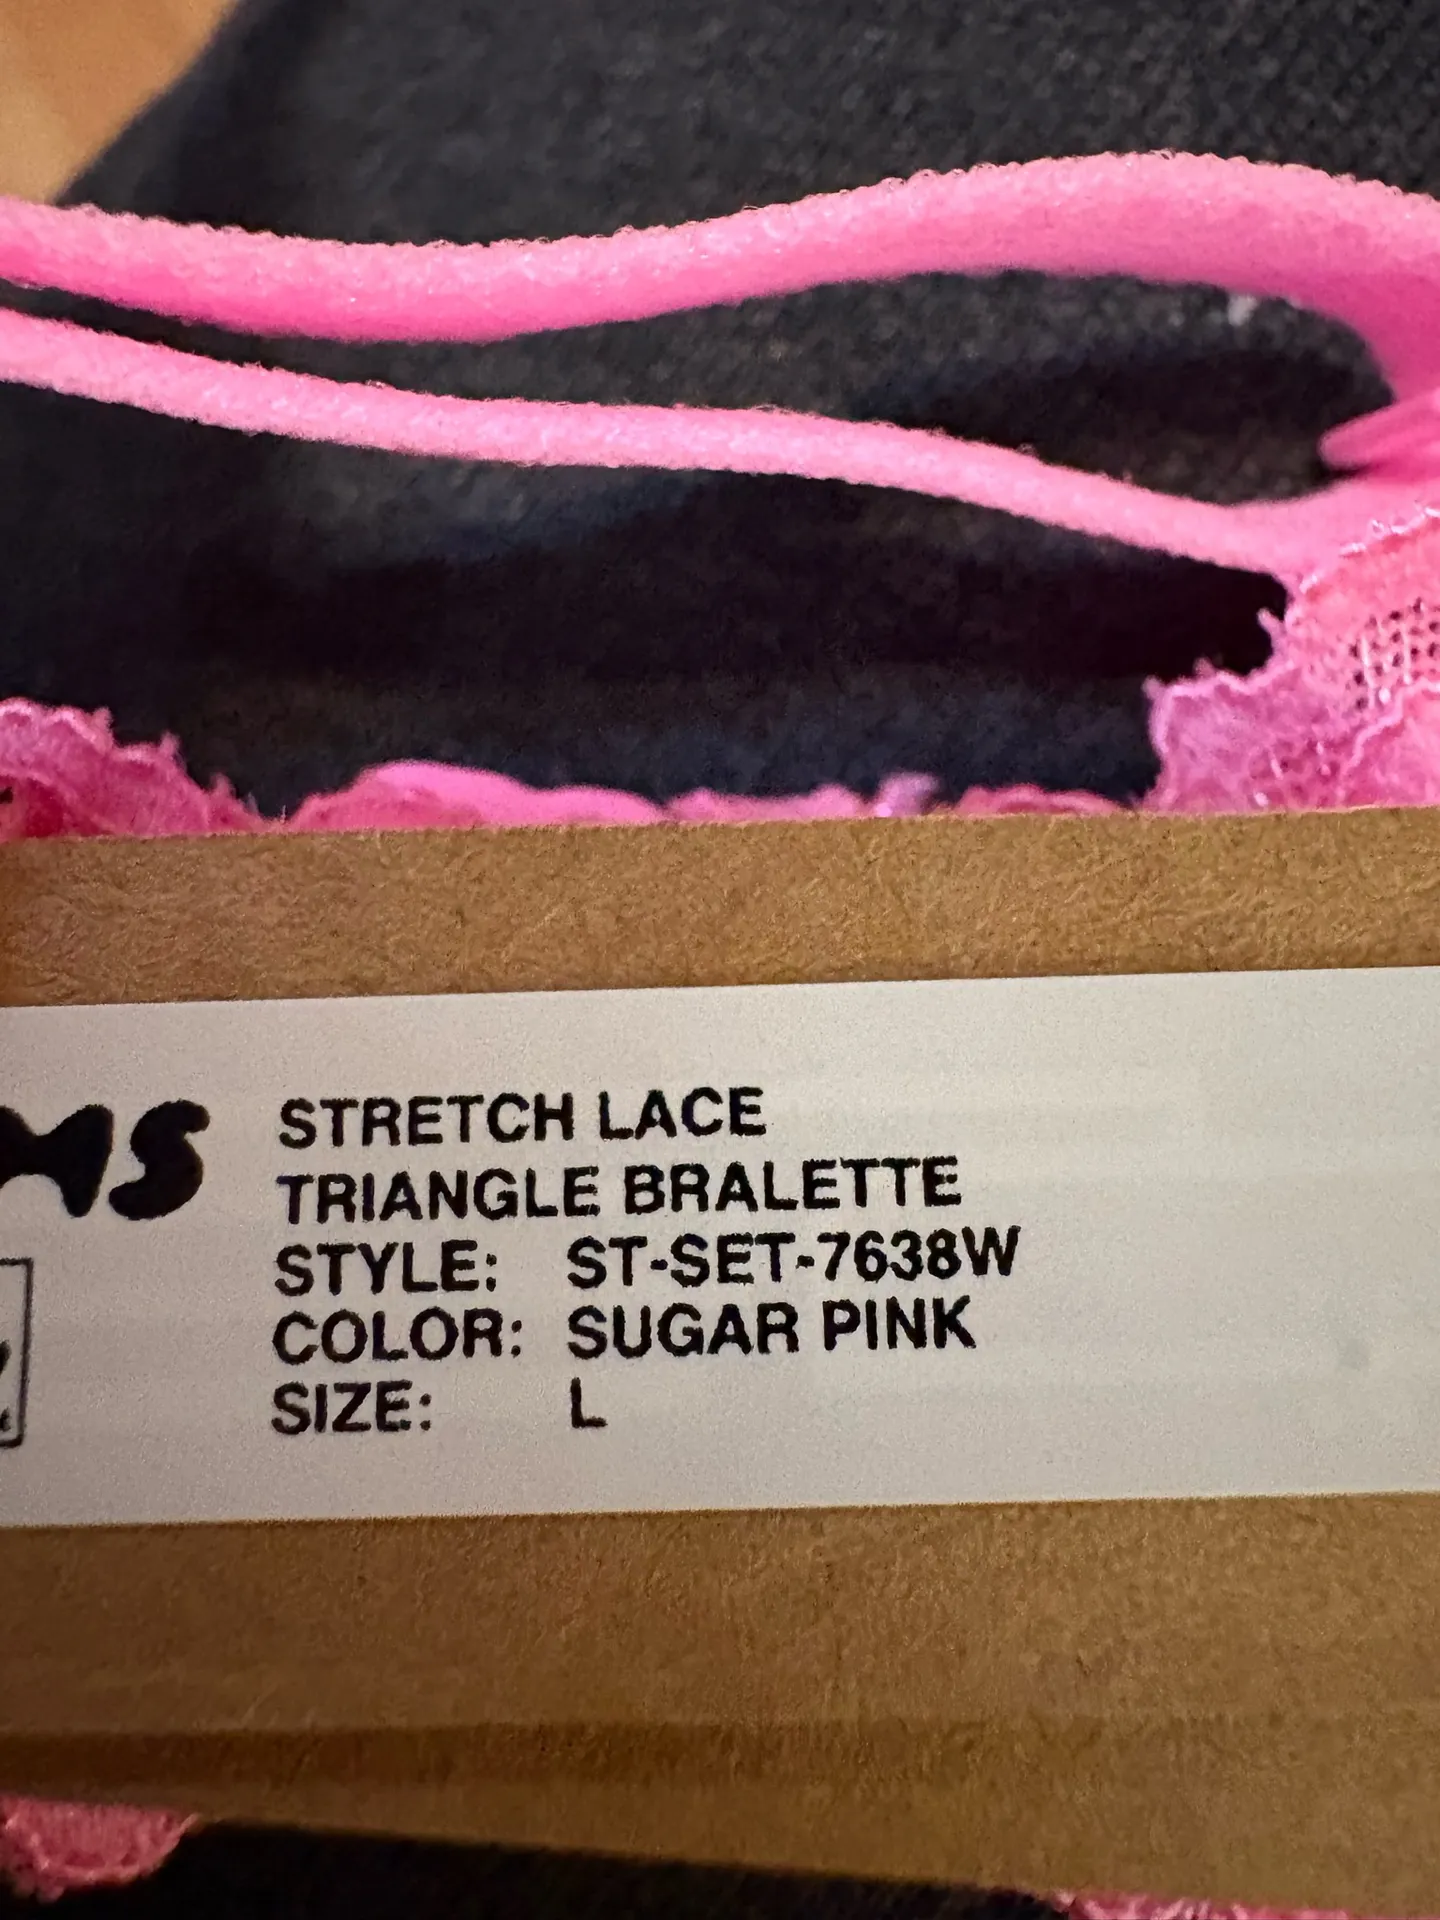 STRETCH LACE
TRIANGLE BRALETTE
STYLE: ST-SET-7638W
COLOR: SUGAR PINK
SIZE: L